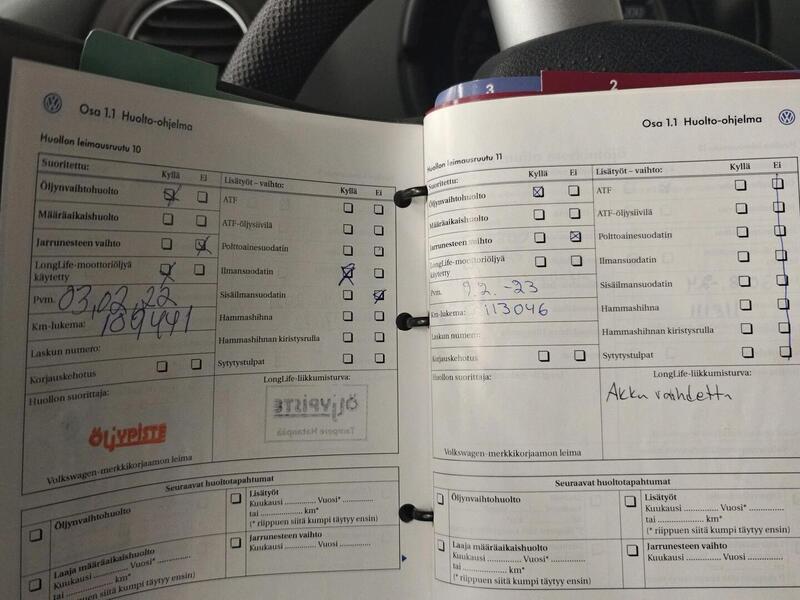 Osa 1.1 Huolto-ohjelma
Huollon leimausruutu 10
Suoritettu: Kyllä Ei
Öljynvaihtohuolto
Määräaikaishuolto
Jarrunesteen vaihto
LongLife-moottoriöljyä
käytetty
Pvm. 03,02,22
Km-lukema: 109441
Laskun numero:
Korjauskehotus
Huollon suorittaja:
ÖLJYPISTE
Volkswagen-merkkikorjaamon leima
Lisätyöt – vaihto: Kyllä Ei
ATF
ATF-öljysiivilä
Polttoainesuodatin
Ilmansuodatin
Sisäilmansuodatin
Hammashihna
Hammashihnan kiristysrulla
Sytytystulpat
LongLife-liikkumisturva:
ÖLJYPISTE
Tampere Hatanpää
Seuraavat huoltotapahtumat
Öljynvaihtohuolto
Laaja määräaikaishuolto
Kuukausi .............. Vuosi* ..............
tai .................... km*
(* riippuen siitä kumpi täytyy ensin)
Lisätyöt
Kuukausi .............. Vuosi* ..............
tai .................... km*
(* riippuen siitä kumpi täytyy ensin)
Jarrunesteen vaihto
Kuukausi .............. Vuosi ..............
3
2
Osa 1.1 Huolto-ohjelma
Huollon leimausruutu 11
Suoritettu: Kyllä Ei
Öljynvaihtohuolto
Määräaikaishuolto
Jarrunesteen vaihto
LongLife-moottoriöljyä
käytetty
Pvm. 9.2. -23
Km-lukema: 113046
Laskun numero:
Korjauskehotus
Huollon suorittaja:
Volkswagen-merkkikorjaamon leima
Lisätyöt – vaihto: Kyllä Ei
ATF
ATF-öljysiivilä
Polttoainesuodatin
Ilmansuodatin
Sisäilmansuodatin
Hammashihna
Hammashihnan kiristysrulla
Sytytystulpat
LongLife-liikkumisturva:
Akku vaihdettu
Seuraavat huoltotapahtumat
Öljynvaihtohuolto
Laaja määräaikaishuolto
Kuukausi .............. Vuosi* ..............
tai .................... km*
(* riippuen siitä kumpi täytyy ensin)
Lisätyöt
Kuukausi .............. Vuosi* ..............
tai .................... km*
(* riippuen siitä kumpi täytyy ensin)
Jarrunesteen vaihto
Kuukausi .............. Vuosi ..............